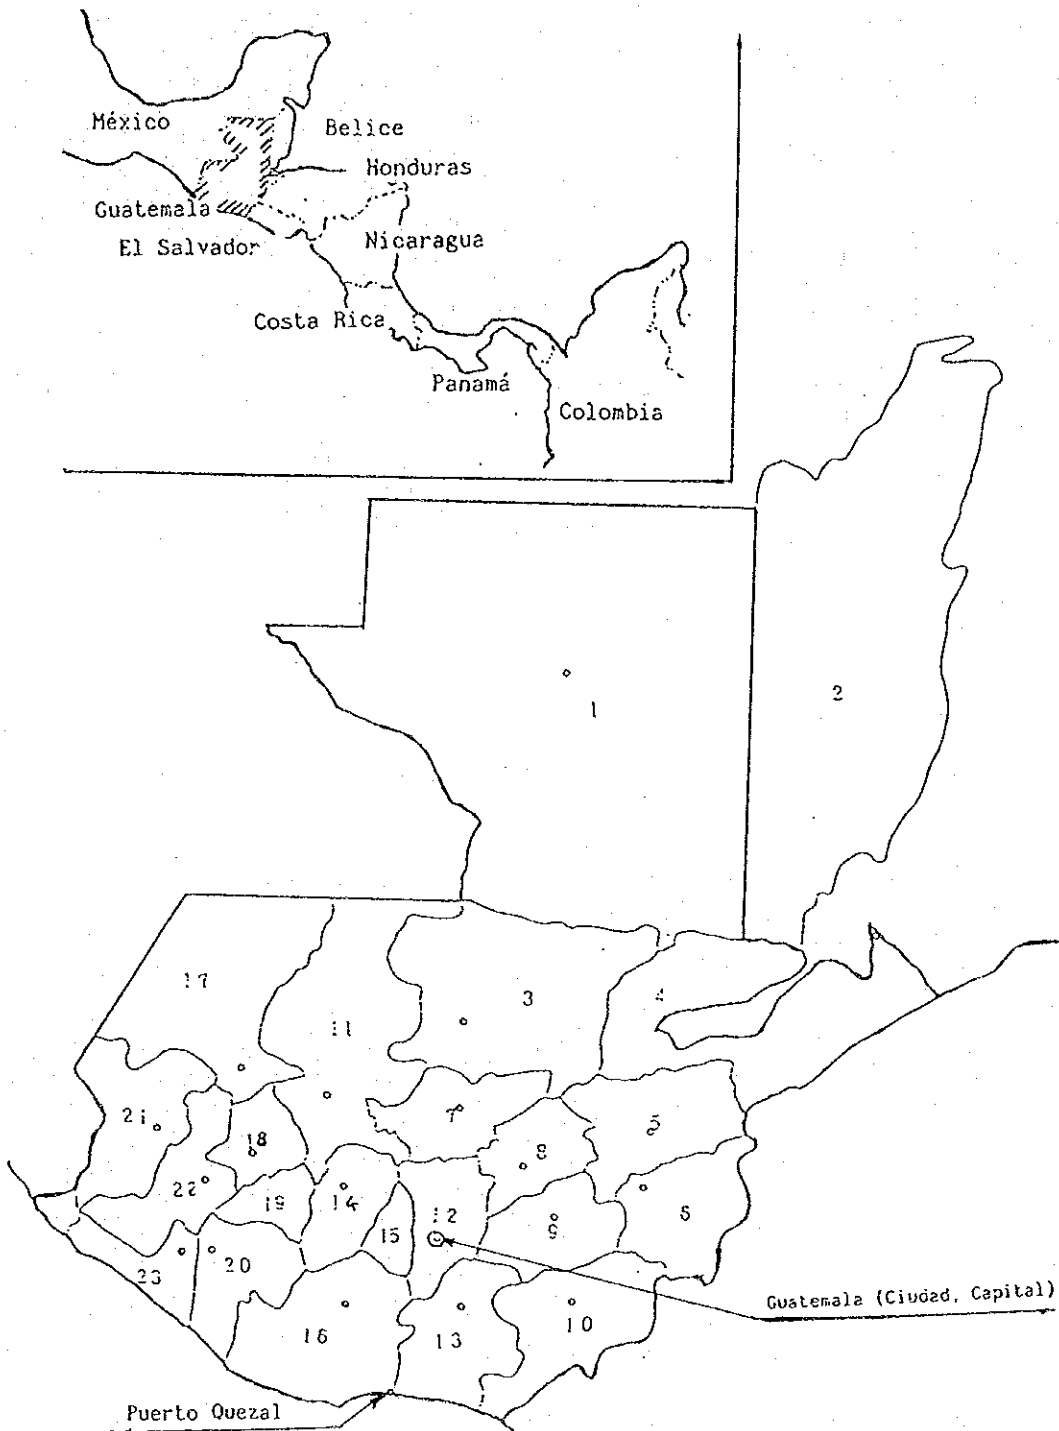 México
Belice
Honduras
Guatemala
El Salvador
Nicaragua
Costa Rica
Panamá
Colombia
1
2
17
3
4
11
21
7
5
18
8
22
14
6
19
12
15
9
23
20
Guatemala (Ciudad, Capital)
16
13
10
Puerto Quezal